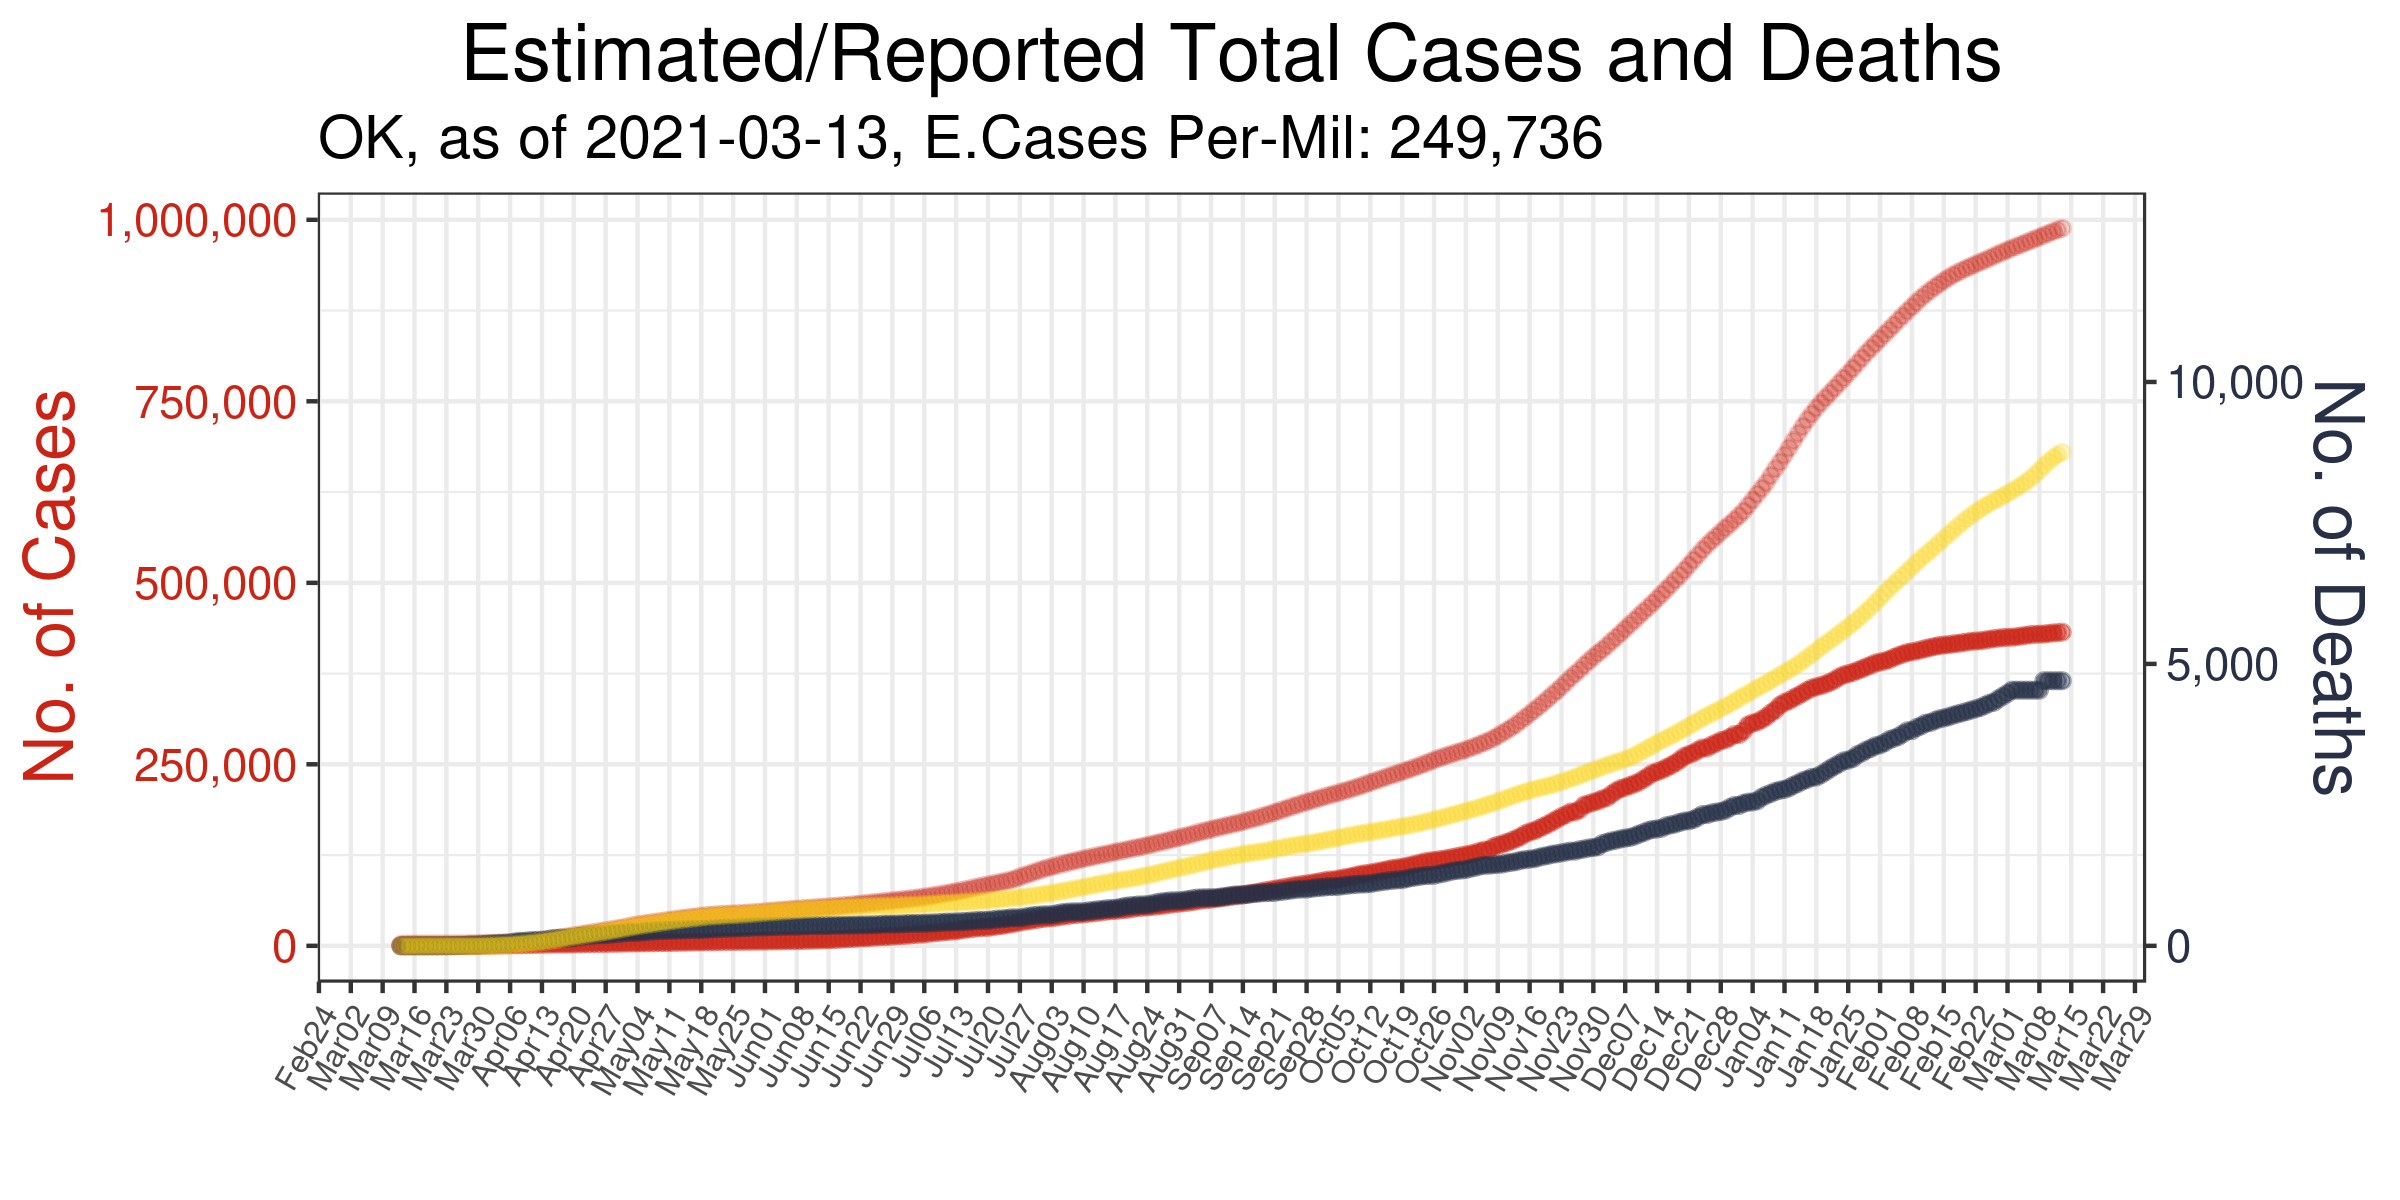 Estimated/Reported Total Cases and Deaths
OK, as of 2021-03-13, E.Cases Per-Mil: 249,736
No. of Cases
1,000,000
750,000
500,000
250,000
0
10,000
5,000
0
No. of Deaths
Feb24
Mar02
Mar09
Mar16
Mar23
Mar30
Apr06
Apr13
Apr20
Apr27
May04
May11
May18
May25
Jun01
Jun08
Jun15
Jun22
Jun29
Jul06
Jul13
Jul20
Jul27
Aug03
Aug10
Aug17
Aug24
Aug31
Sep07
Sep14
Sep21
Sep28
Oct05
Oct12
Oct19
Oct26
Nov02
Nov09
Nov16
Nov23
Nov30
Dec07
Dec14
Dec21
Dec28
Jan04
Jan11
Jan18
Jan25
Feb01
Feb08
Feb15
Feb22
Mar01
Mar08
Mar15
Mar22
Mar29